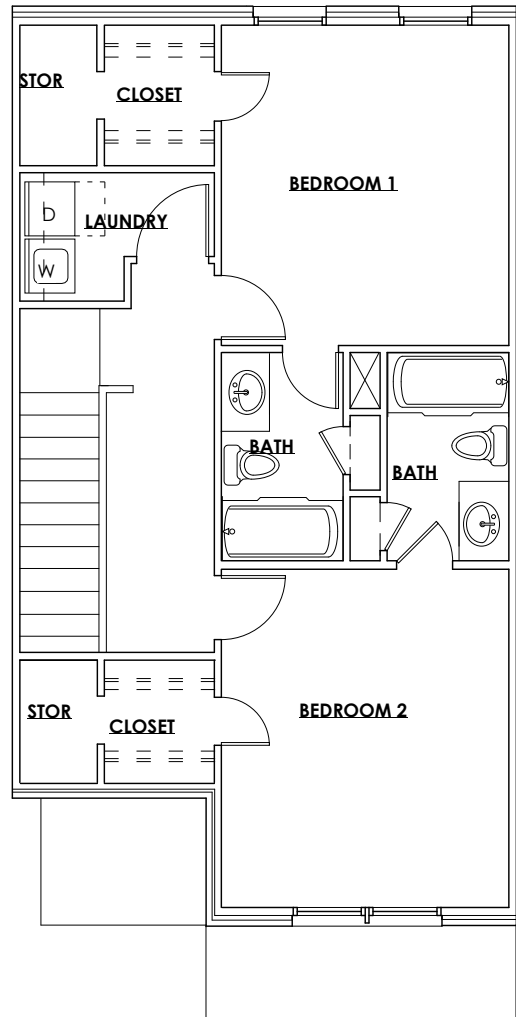 STOR
CLOSET
BEDROOM 1
D
LAUNDRY
W
BATH
BATH
STOR
CLOSET
BEDROOM 2